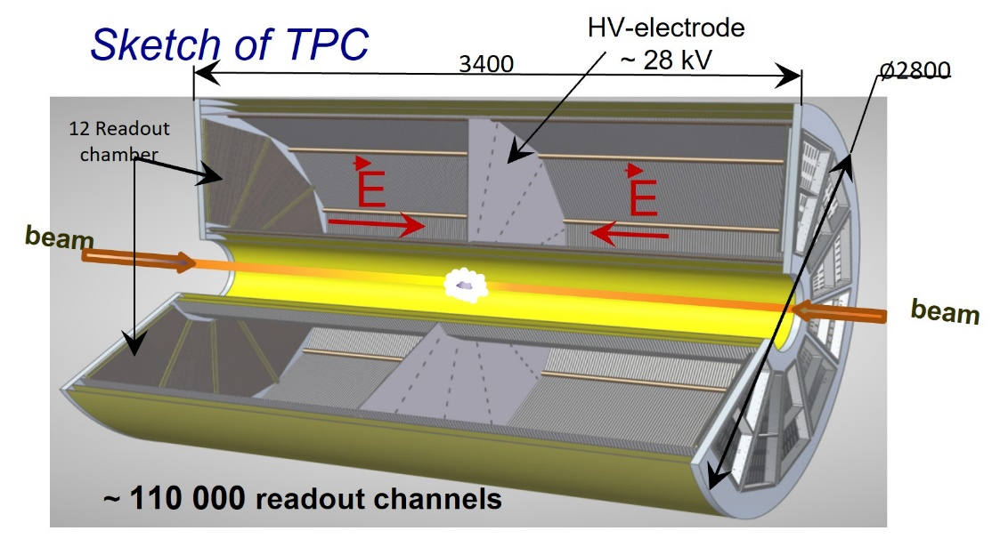 Sketch of TPC
HV-electrode
~ 28 kV
3400
ø2800
12 Readout
chamber
E
E
beam
beam
~ 110 000 readout channels